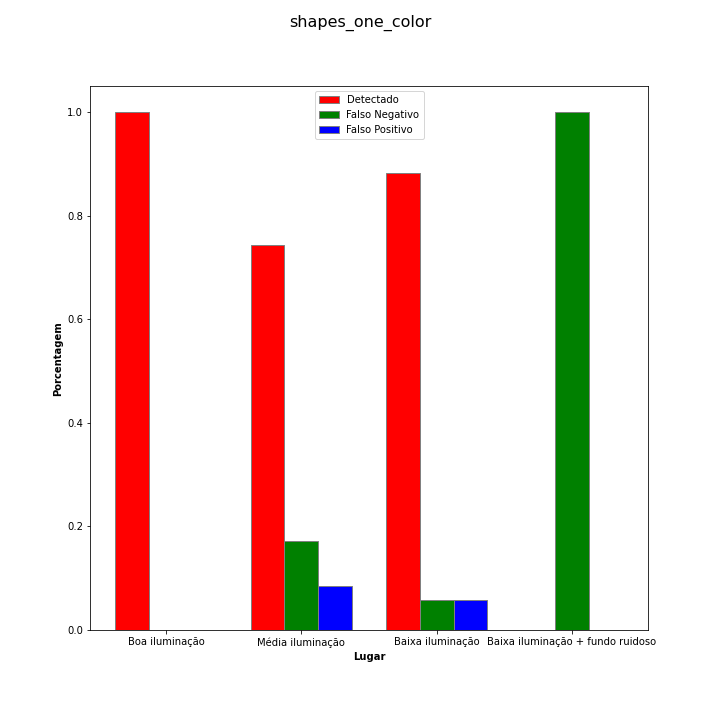 shapes_one_color
Detectado
Falso Negativo
Falso Positivo
1.0
0.8
0.6
0.4
0.2
0.0
Porcentagem
Boa iluminação
Média iluminação
Baixa iluminação
Baixa iluminação + fundo ruidoso
Lugar